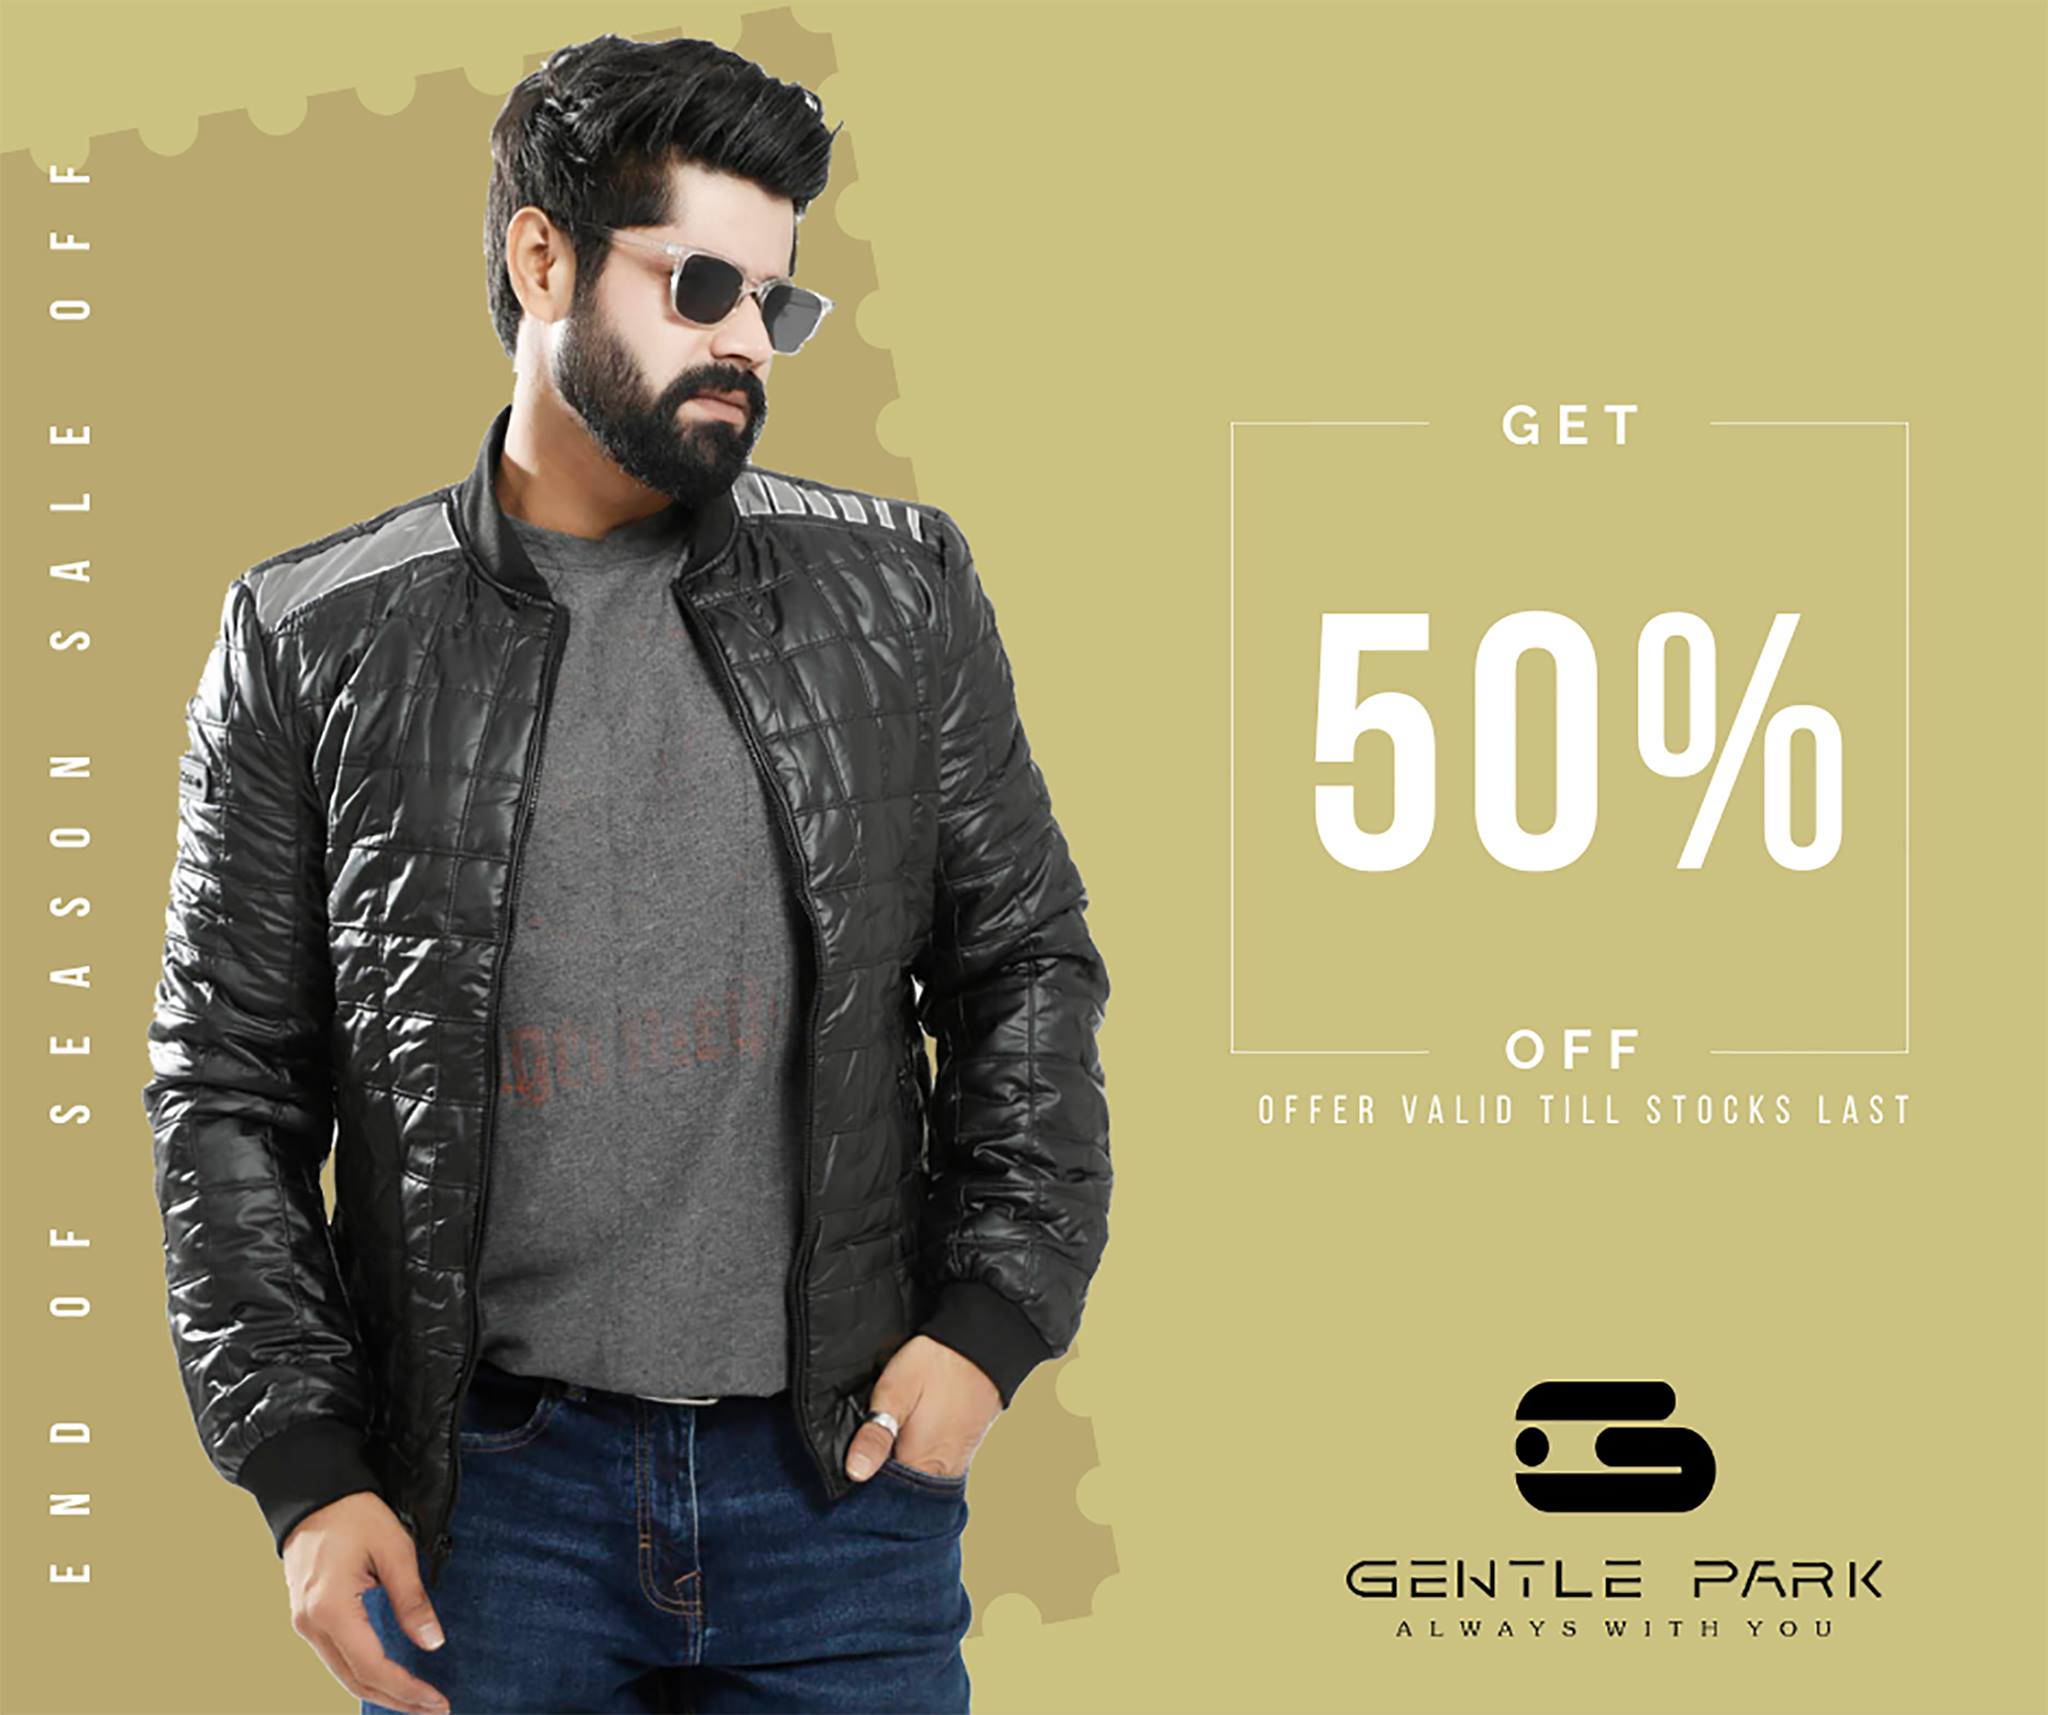 END OF SEASON SALE OFF
GET
50%
OFF
OFFER VALID TILL STOCKS LAST
GENTLE PARK
ALWAYS WITH YOU